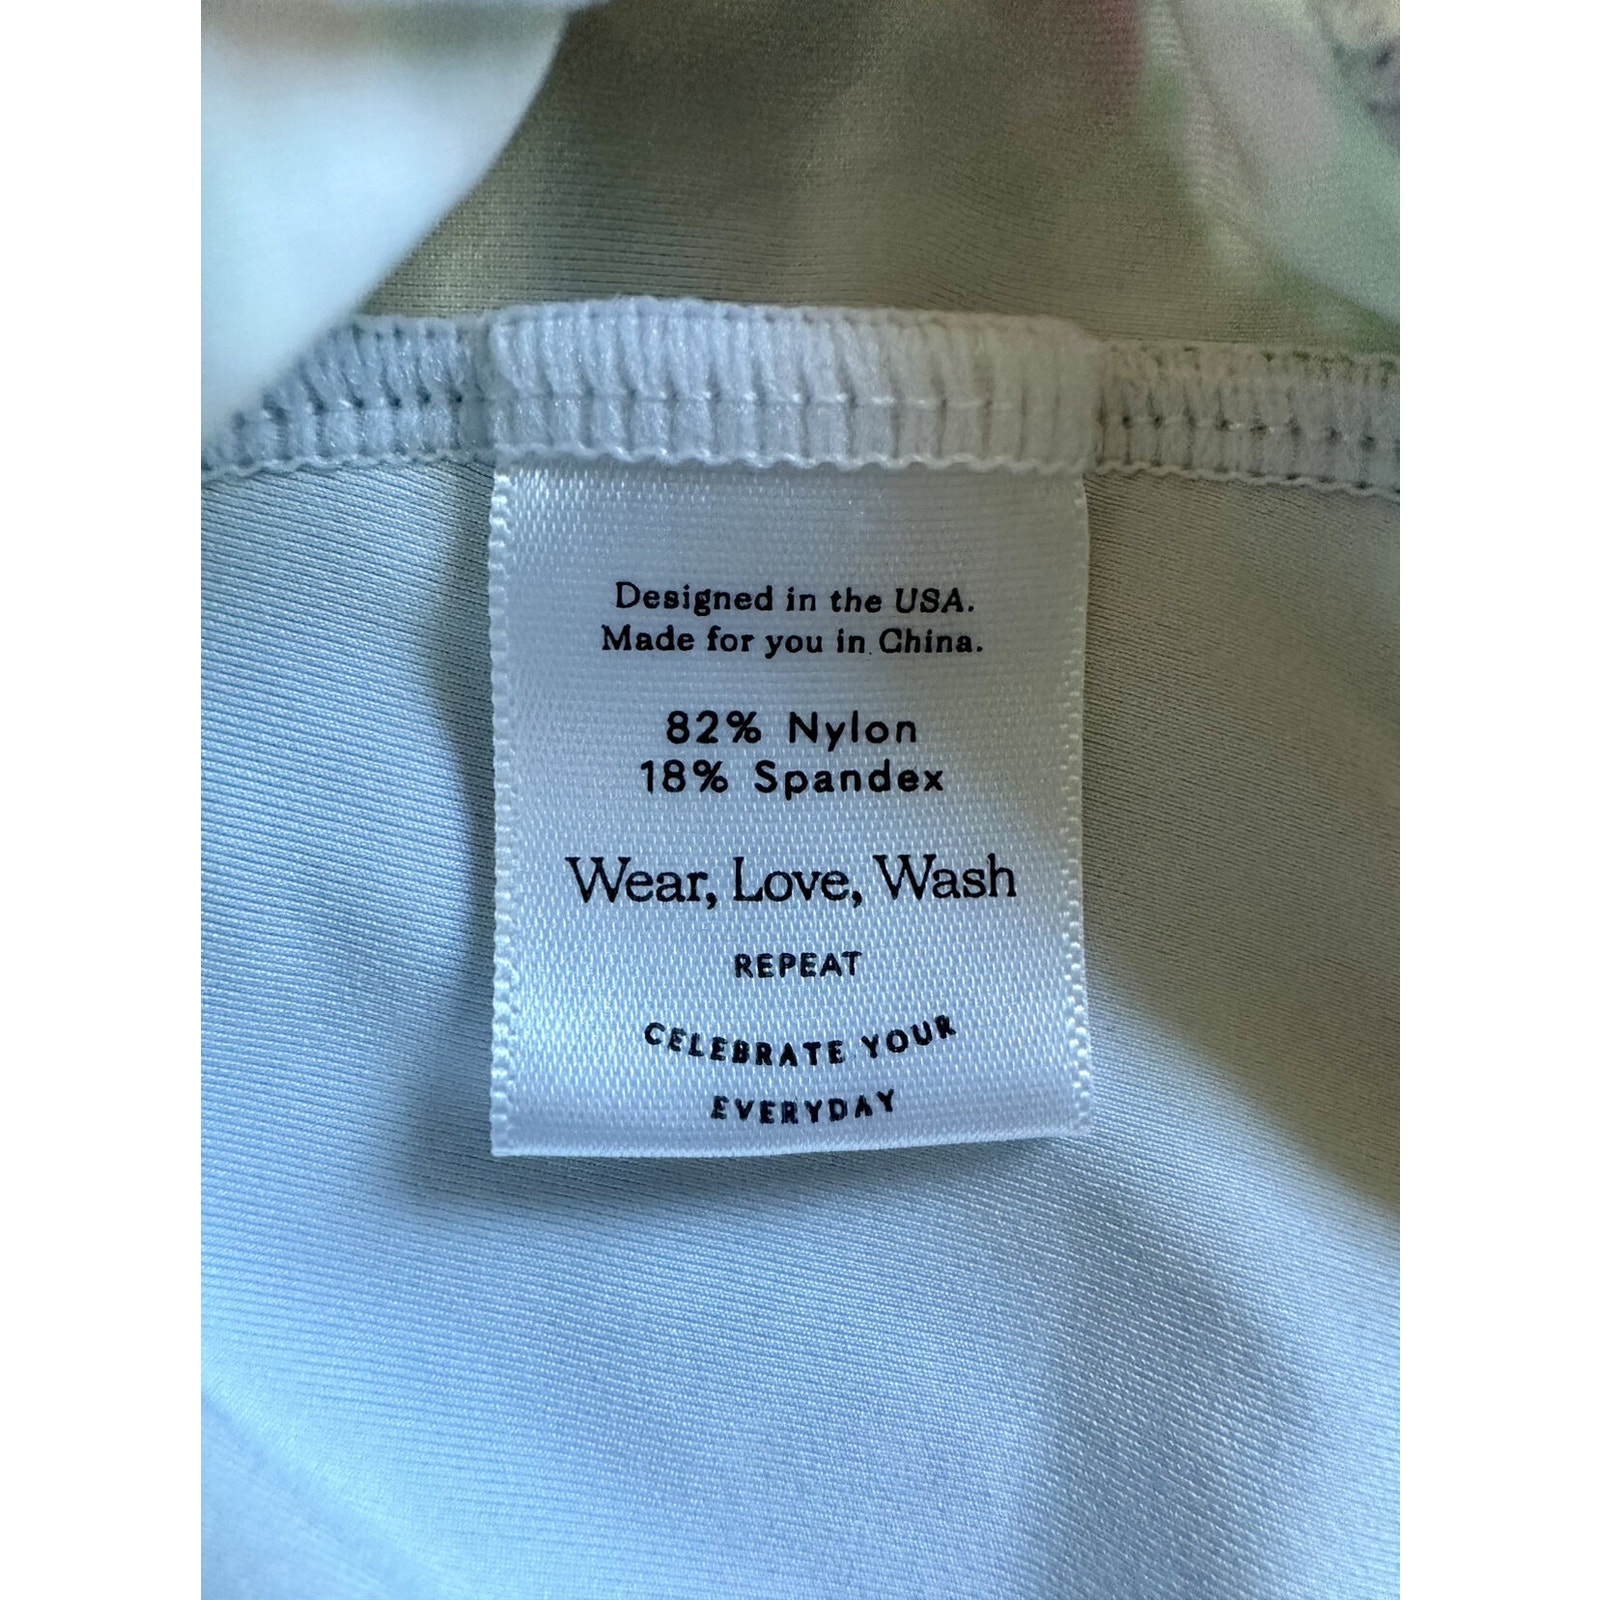 Designed in the USA.
Made for you in China.
82% Nylon
18% Spandex
Wear, Love, Wash
REPEAT
CELEBRATE YOUR
EVERYDAY